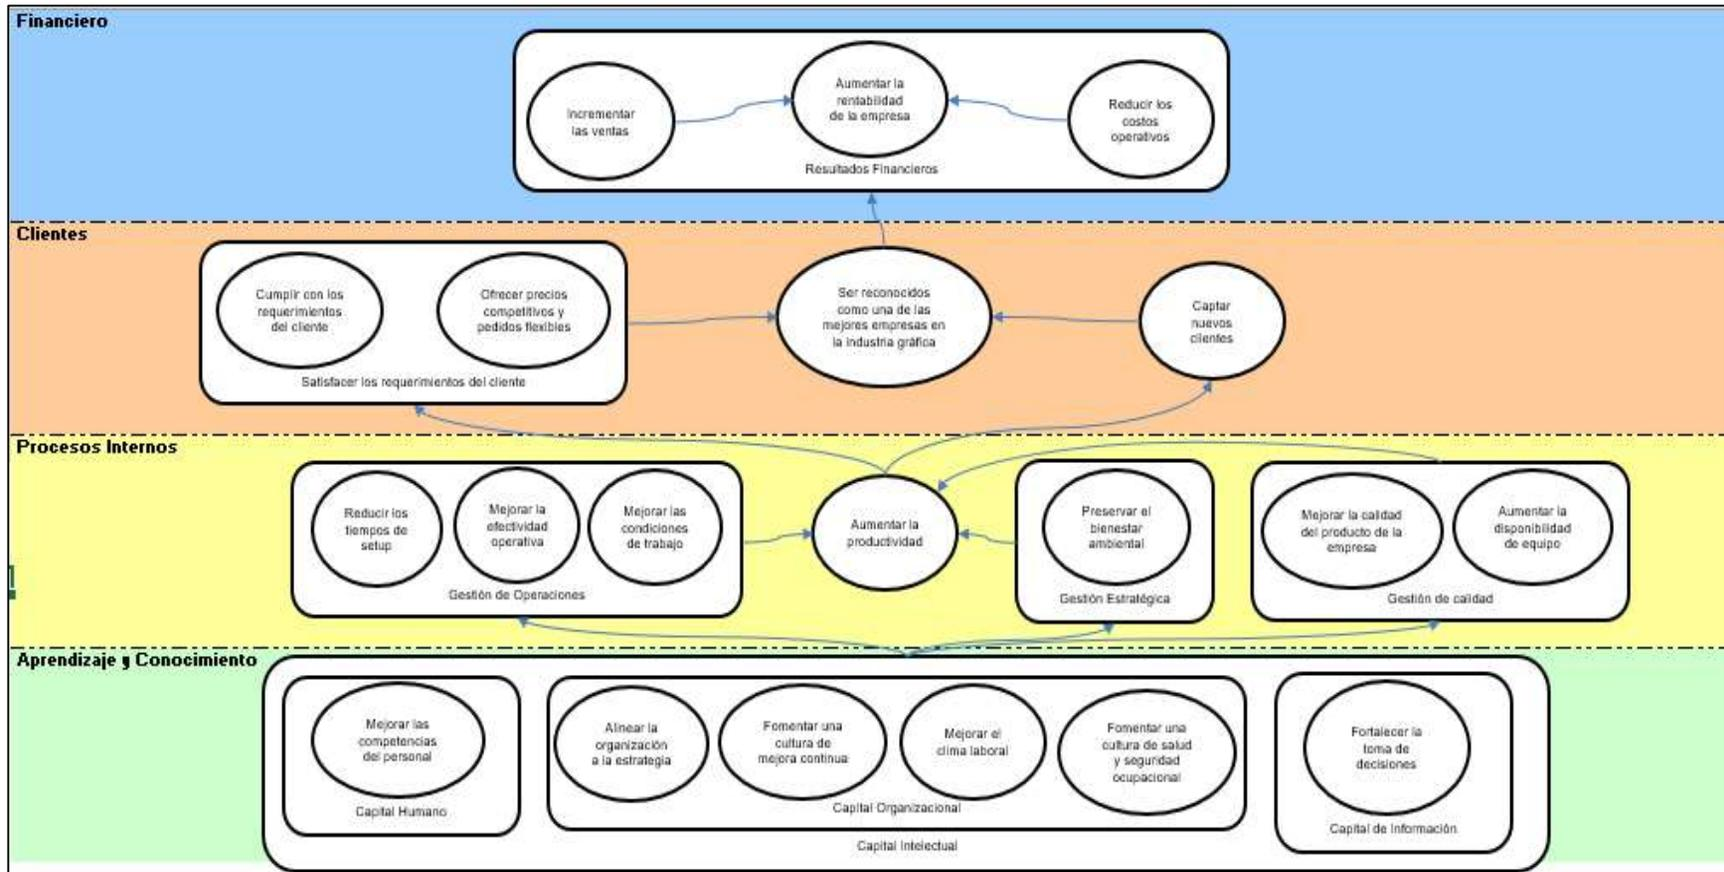 Financiero
Incrementar
las ventas
Aumentar la
rentabilidad
de la empresa
Reducir los
costos
operativos
Resultados Financieros
Clientes
Cumplir con los
requerimientos
del cliente
Ofrecer precios
competitivos y
pedidos flexibles
Satisfacer los requerimientos del cliente
Ser reconocidos
como una de las
mejores empresas en
la industria gráfica
Captar
nuevos
clientes
Procesos Internos
Reducir los
tiempos de
setup
Mejorar la
efectividad
operativa
Mejorar las
condiciones
de trabajo
Gestión de Operaciones
Aumentar la
productividad
Preservar el
bienestar
ambiental
Gestión Estratégica
Mejorar la calidad
del producto de la
empresa
Aumentar la
disponibilidad
de equipo
Gestión de calidad
Aprendizaje y Conocimiento
Mejorar las
competencias
del personal
Capital Humano
Alinear la
organización
a la estrategia
Fomentar una
cultura de
mejora continua
Mejorar el
clima laboral
Fomentar una
cultura de salud
y seguridad
ocupacional
Capital Organizacional
Fortalecer la
toma de
decisiones
Capital de Información
Capital Intelectual